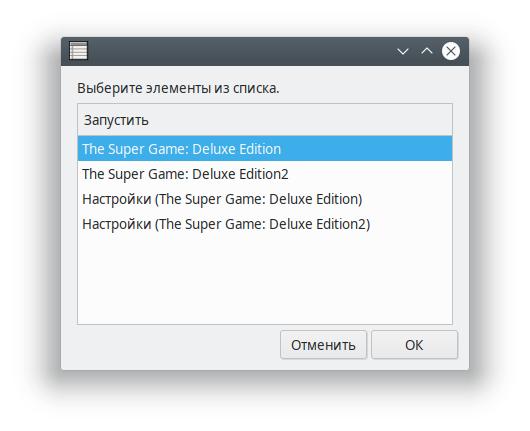 Выберите элементы из списка.
Запустить
The Super Game: Deluxe Edition
The Super Game: Deluxe Edition2
Настройки (The Super Game: Deluxe Edition)
Настройки (The Super Game: Deluxe Edition2)
Отменить
ОК